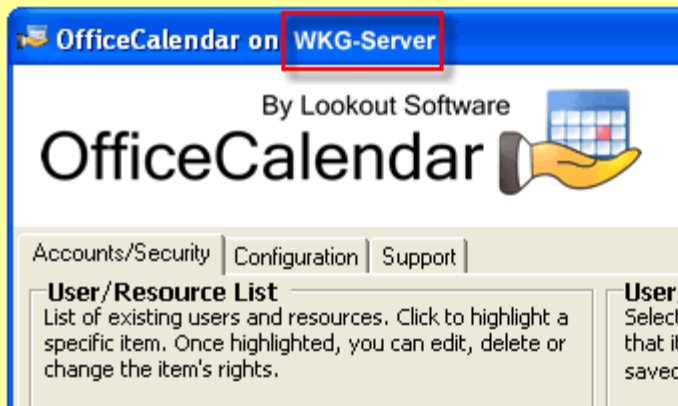 OfficeCalendar on WKG-Server
By Lookout Software
OfficeCalendar
Accounts/Security Configuration Support
User/Resource List
List of existing users and resources. Click to highlight a
specific item. Once highlighted, you can edit, delete or
change the item's rights.
User/
Select
that
saved